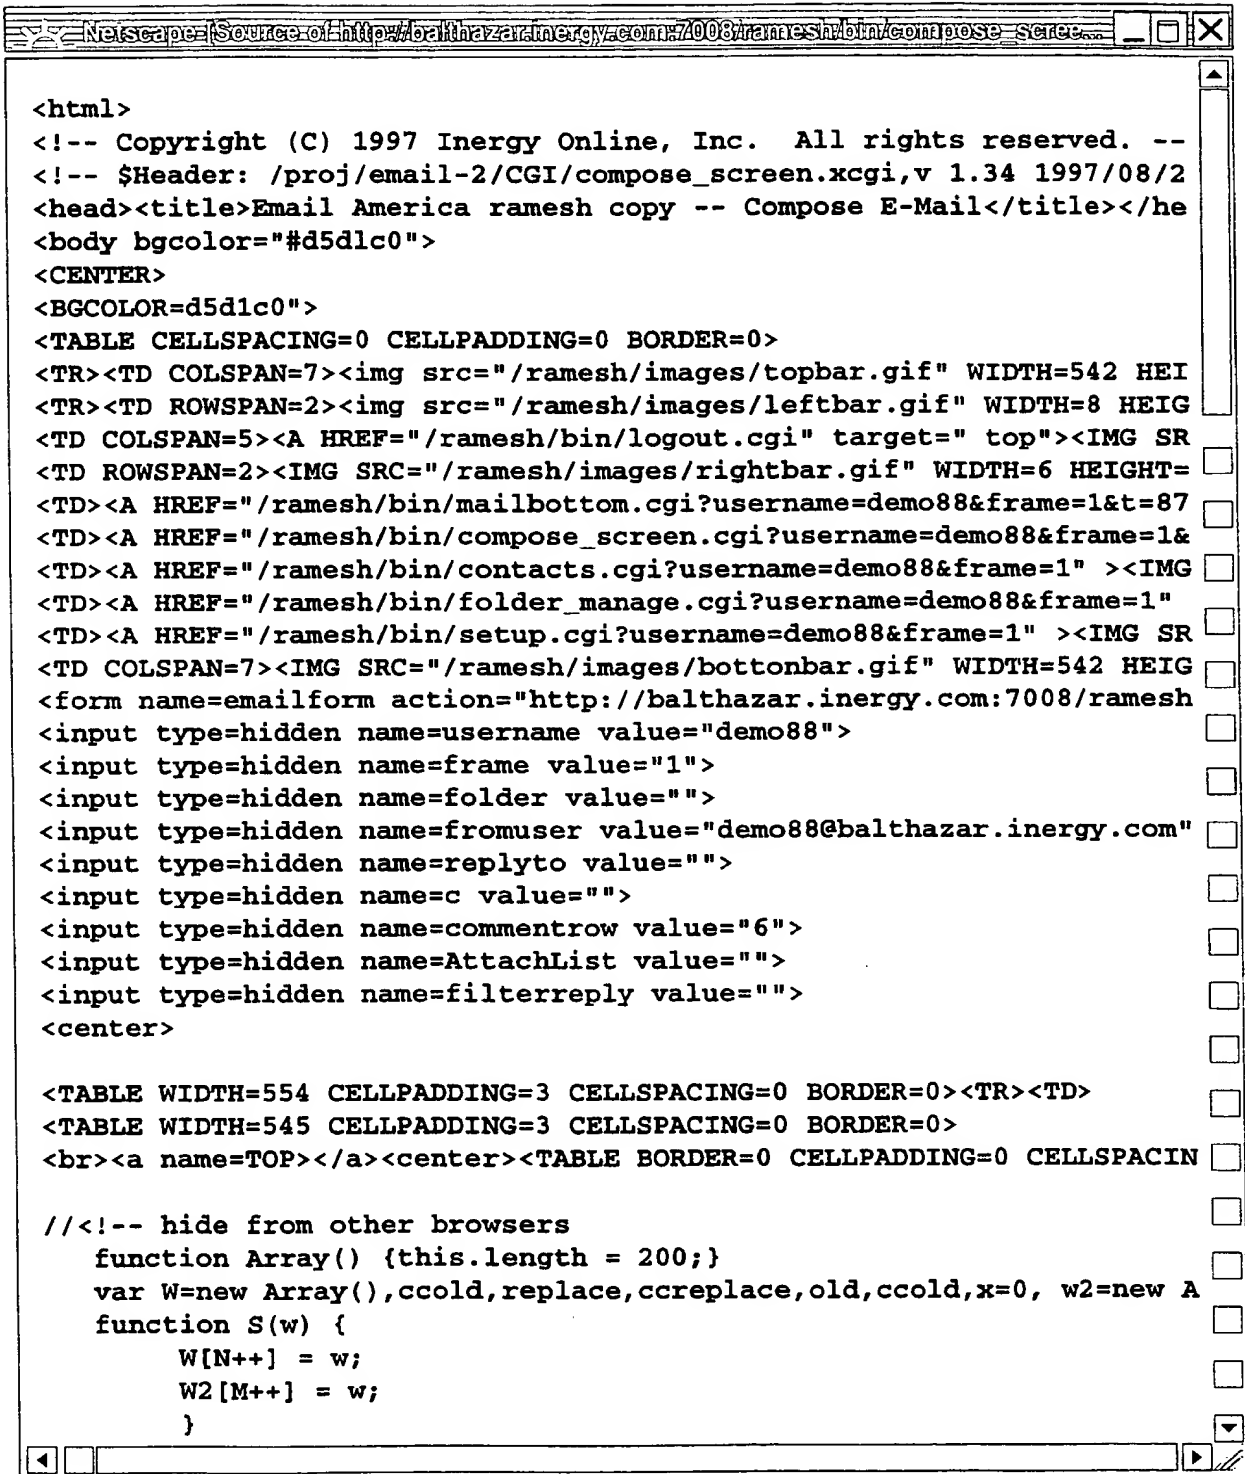 Netscape-[Source of http://balthazar.inergy.com:7008/ramesh/bin/compose_scree...
<html>
<!-- Copyright (C) 1997 Inergy Online, Inc.  All rights reserved. --
<!-- $Header: /proj/email-2/CGI/compose_screen.xcgi,v 1.34 1997/08/2
<head><title>Email America ramesh copy -- Compose E-Mail</title></he
<body bgcolor="#d5d1c0">
<CENTER>
<BGCOLOR=d5d1c0">
<TABLE CELLSPACING=0 CELLPADDING=0 BORDER=0>
<TR><TD COLSPAN=7><img src="/ramesh/images/topbar.gif" WIDTH=542 HEI
<TR><TD ROWSPAN=2><img src="/ramesh/images/leftbar.gif" WIDTH=8 HEIG
<TD COLSPAN=5><A HREF="/ramesh/bin/logout.cgi" target=" top"><IMG SR
<TD ROWSPAN=2><IMG SRC="/ramesh/images/rightbar.gif" WIDTH=6 HEIGHT=
<TD><A HREF="/ramesh/bin/mailbottom.cgi?username=demo88&frame=1&t=87
<TD><A HREF="/ramesh/bin/compose_screen.cgi?username=demo88&frame=1&
<TD><A HREF="/ramesh/bin/contacts.cgi?username=demo88&frame=1" ><IMG
<TD><A HREF="/ramesh/bin/folder_manage.cgi?username=demo88&frame=1"
<TD><A HREF="/ramesh/bin/setup.cgi?username=demo88&frame=1" ><IMG SR
<TD COLSPAN=7><IMG SRC="/ramesh/images/bottonbar.gif" WIDTH=542 HEIG
<form name=emailform action="http://balthazar.inergy.com:7008/ramesh
<input type=hidden name=username value="demo88">
<input type=hidden name=frame value="1">
<input type=hidden name=folder value="">
<input type=hidden name=fromuser value="demo88@balthazar.inergy.com"
<input type=hidden name=replyto value="">
<input type=hidden name=c value="">
<input type=hidden name=commentrow value="6">
<input type=hidden name=AttachList value="">
<input type=hidden name=filterreply value="">
<center>
<TABLE WIDTH=554 CELLPADDING=3 CELLSPACING=0 BORDER=0><TR><TD>
<TABLE WIDTH=545 CELLPADDING=3 CELLSPACING=0 BORDER=0>
<br><a name=TOP></a><center><TABLE BORDER=0 CELLPADDING=0 CELLSPACIN
//<!-- hide from other browsers
function Array() {this.length = 200;}
var W=new Array(),ccold,replace,ccreplace,old,ccold,x=0, w2=new A
function S(w) {
W[N++] = w;
W2[M++] = w;
}